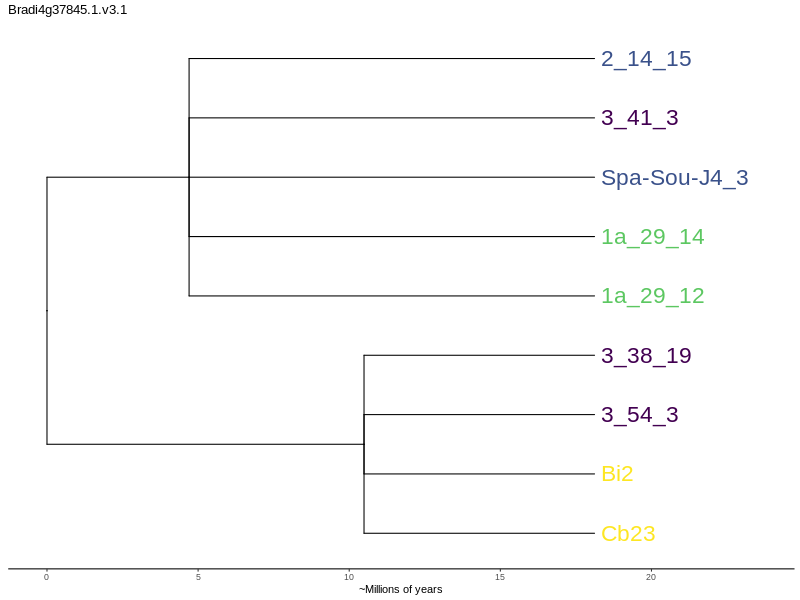 Bradi4g37845.1.v3.1
2_14_15
3_41_3
Spa-Sou-J4_3
1a_29_14
1a_29_12
3_38_19
3_54_3
Bi2
Cb23
0 5 10 15 20
~Millions of years